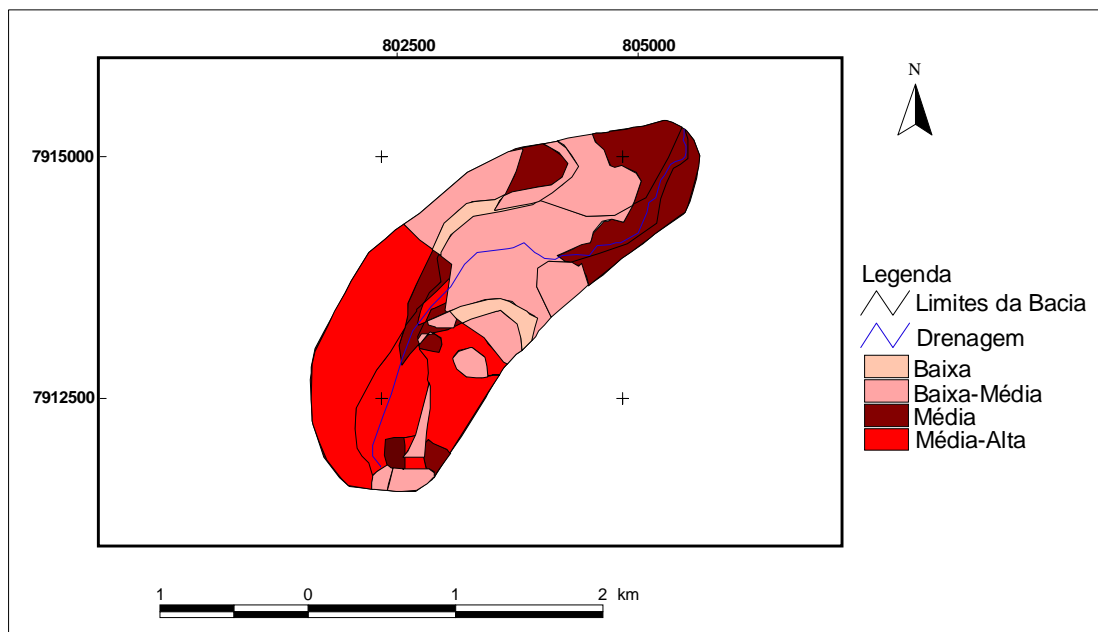 802500 805000
N
7915000
7912500
Legenda
Limites da Bacia
Drenagem
Baixa
Baixa-Média
Média
Média-Alta
1 0 1 2 km